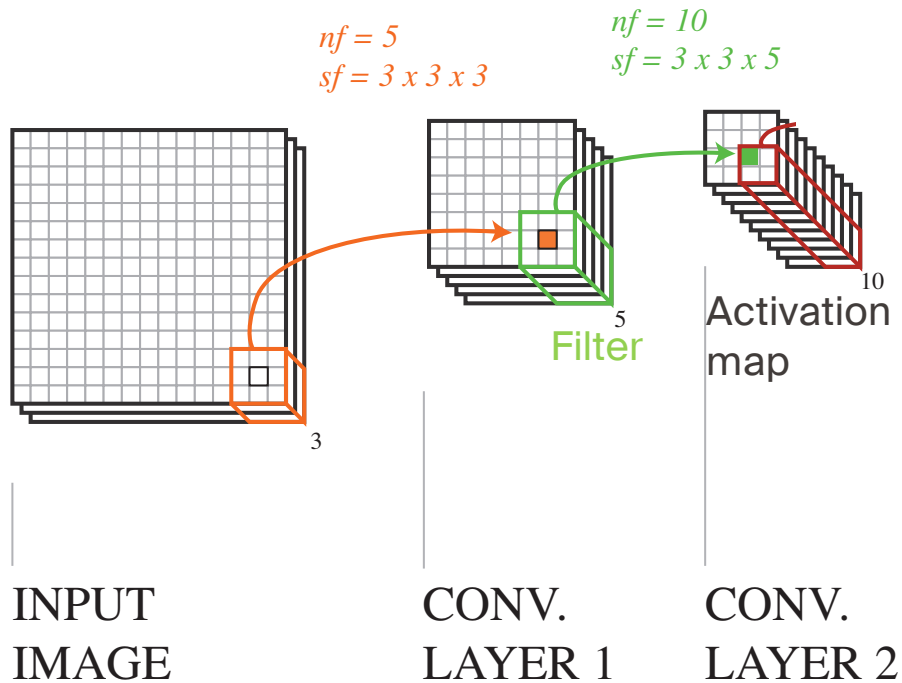 nf = 5
sf = 3 x 3 x 3
nf = 10
sf = 3 x 3 x 5
3
5
10
Filter
Activation
map
INPUT
IMAGE
CONV.
LAYER 1
CONV.
LAYER 2